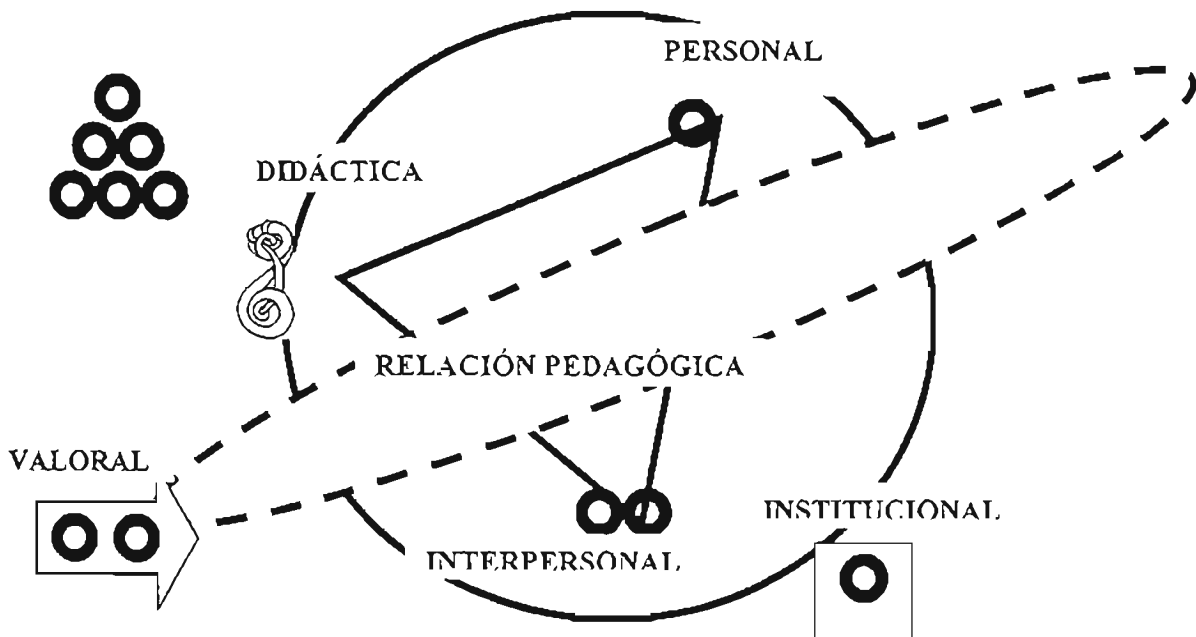 PERSONAL
DIDÁCTICA
RELACIÓN PEDAGÓGICA
VALORAL
INSTITUCIONAL
INTERPERSONAL